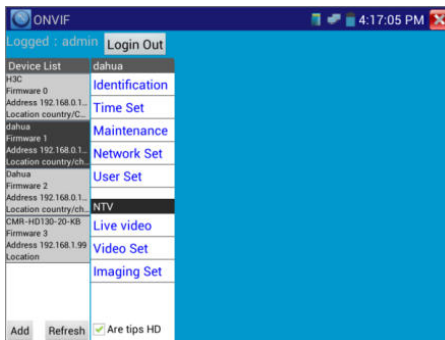 ONVIF
4:17:05 PM
Logged : admin
Login Out
Device List
H3C
Firmware 0
Address 192.168.0.1...
Location country/C...
dahua
Firmware 1
Address 192.168.0.1...
Location country/ch...
Dahua
Firmware 2
Address 192.168.0.1...
Location country/ch...
CMR-HD130-20-KB
Firmware 3
Address 192.168.1.99
Location
Add
Refresh
dahua
Identification
Time Set
Maintenance
Network Set
User Set
NTV
Live video
Video Set
Imaging Set
Are tips HD